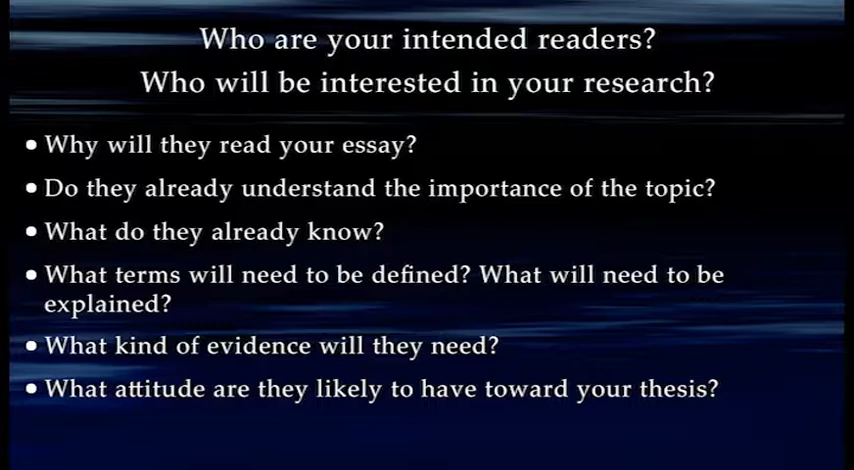 Who are your intended readers?
Who will be interested in your research?
• Why will they read your essay?
• Do they already understand the importance of the topic?
• What do they already know?
• What terms will need to be defined? What will need to be
explained?
• What kind of evidence will they need?
• What attitude are they likely to have toward your thesis?